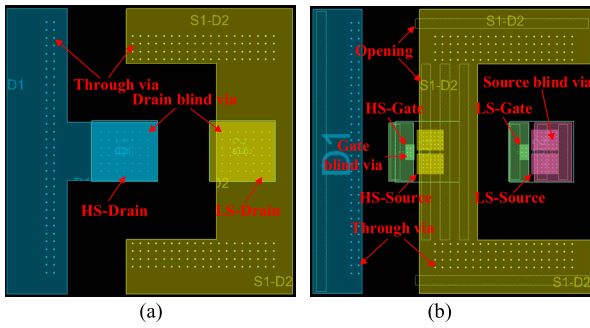 S1-D2
D1
Through via
Drain blind via
D2
HS-Drain
LS-Drain
S1-D2
(a)
S1-D2
Opening
Source blind via
S1-D2
HS-Gate
LS-Gate
Gate
blind via
D1
HS-Source
LS-Source
Through via
S1-D2
(b)